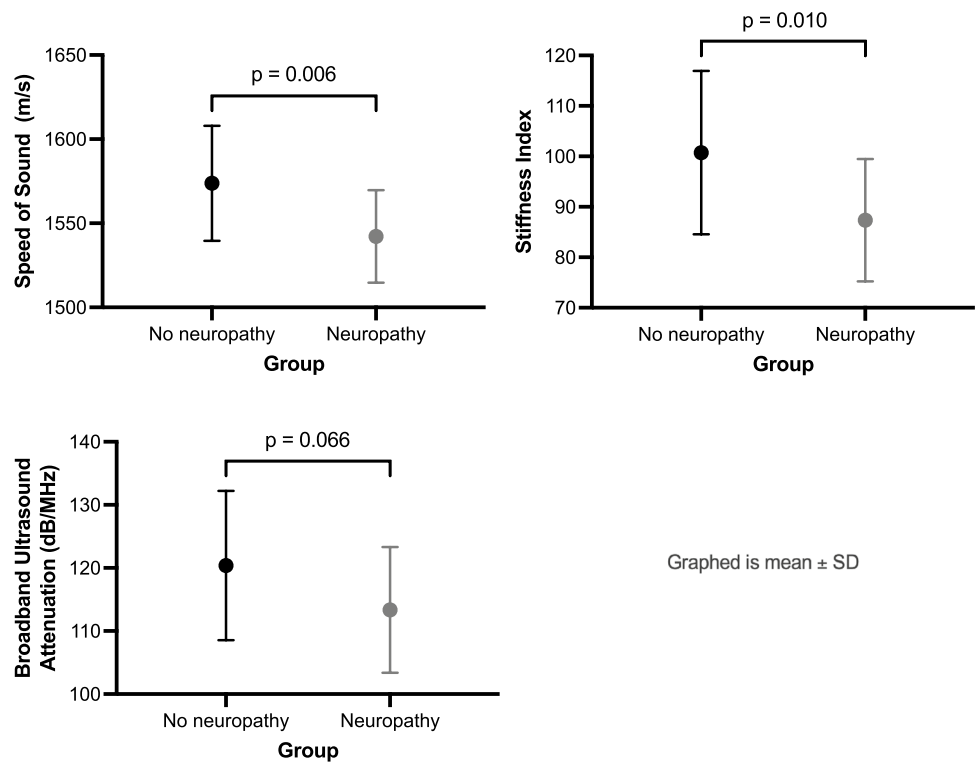 p = 0.006
Speed of Sound (m/s)
1650
1600
1550
1500
No neuropathy
Neuropathy
Group
p = 0.010
Stiffness Index
120
110
100
90
80
70
No neuropathy
Neuropathy
Group
p = 0.066
Broadband Ultrasound
Attenuation (dB/MHz)
140
130
120
110
100
No neuropathy
Neuropathy
Group
Graphed is mean ± SD